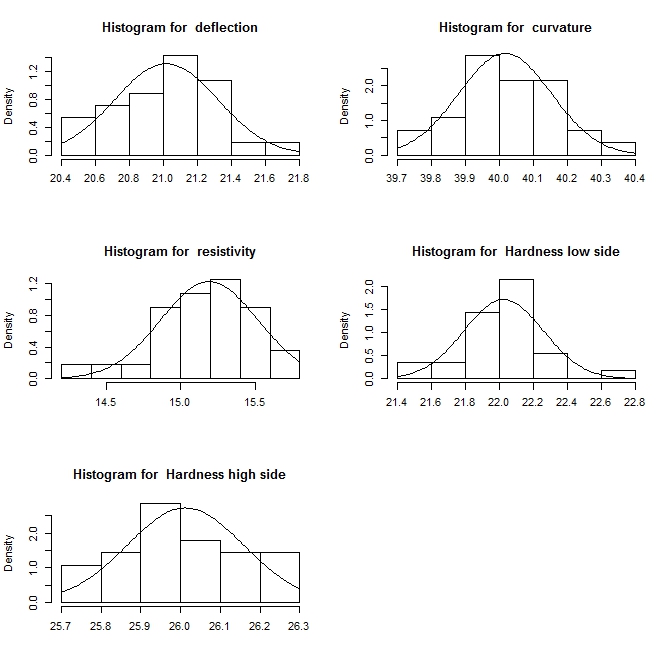 Histogram for deflection
Density
0.0 0.4 0.8 1.2
20.4 20.6 20.8 21.0 21.2 21.4 21.6 21.8
Histogram for curvature
Density
0.0 1.0 2.0
39.7 39.8 39.9 40.0 40.1 40.2 40.3 40.4
Histogram for resistivity
Density
0.0 0.4 0.8 1.2
14.5 15.0 15.5
Histogram for Hardness low side
Density
0.0 0.5 1.0 1.5 2.0
21.4 21.6 21.8 22.0 22.2 22.4 22.6 22.8
Histogram for Hardness high side
Density
0.0 1.0 2.0
25.7 25.8 25.9 26.0 26.1 26.2 26.3